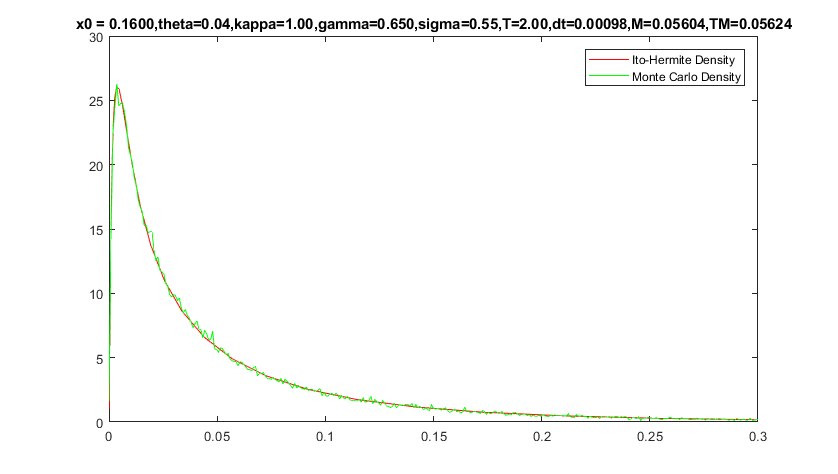 x0 = 0.1600,theta=0.04,kappa=1.00,gamma=0.650,sigma=0.55,T=2.00,dt=0.00098,M=0.05604,TM=0.05624
30
Ito-Hermite Density
Monte Carlo Density
25
20
15
10
5
0
0 0.05 0.1 0.15 0.2 0.25 0.3